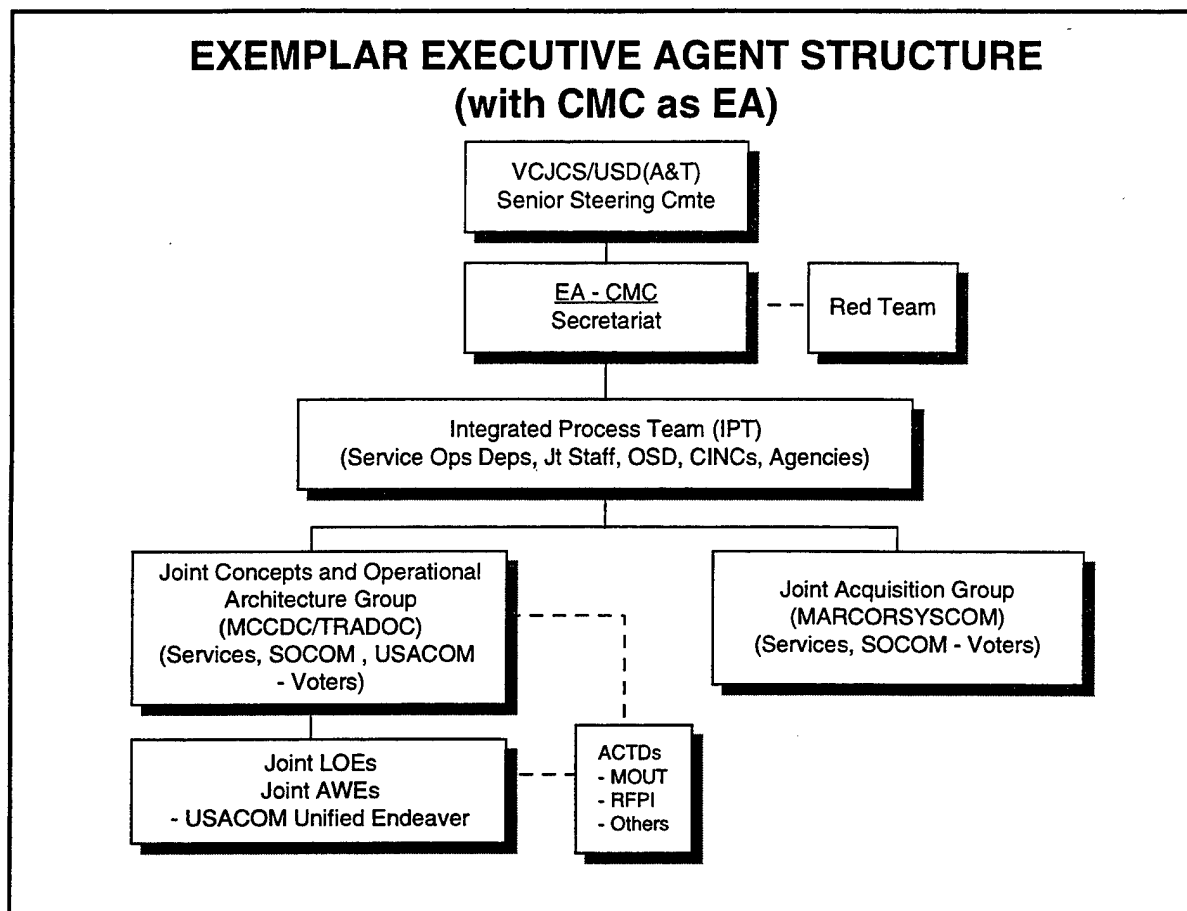 EXEMPLAR EXECUTIVE AGENT STRUCTURE
(with CMC as EA)
VCJCS/USD(A&T)
Senior Steering Cmte
EA - CMC
Secretariat
Red Team
Integrated Process Team (IPT)
(Service Ops Deps, Jt Staff, OSD, CINCs, Agencies)
Joint Concepts and Operational
Architecture Group
(MCCDC/TRADOC)
(Services, SOCOM , USACOM
- Voters)
Joint Acquisition Group
(MARCORSYSCOM)
(Services, SOCOM - Voters)
Joint LOEs
Joint AWEs
- USACOM Unified Endeaver
ACTDs
- MOUT
- RFPI
- Others